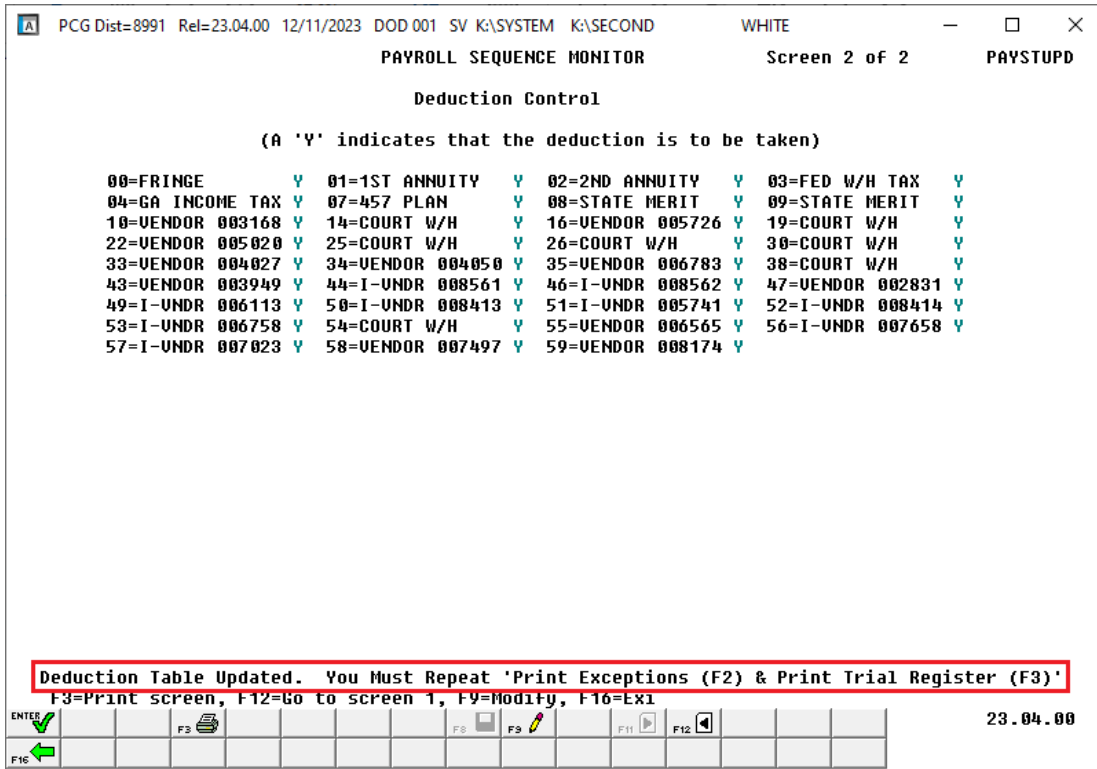 A PCG Dist=8991 Rel=23.04.00 12/11/2023 DOD 001 SV K:\SYSTEM K:\SECOND WHITE
PAYROLL SEQUENCE MONITOR Screen 2 of 2 PAYSTUPD
Deduction Control
(A 'Y' indicates that the deduction is to be taken)
00=FRINGE Y 01=1ST ANNUITY Y 02=2ND ANNUITY Y 03=FED W/H TAX Y
04=GA INCOME TAX Y 07=457 PLAN Y 08=STATE MERIT Y 09=STATE MERIT Y
10=VENDOR 003168 Y 14=COURT W/H Y 16=VENDOR 005726 Y 19=COURT W/H Y
22=VENDOR 005020 Y 25=COURT W/H Y 26=COURT W/H Y 30=COURT W/H Y
33=VENDOR 004027 Y 34=VENDOR 004050 Y 35=VENDOR 006783 Y 38=COURT W/H Y
43=VENDOR 003949 Y 44=I-VNDR 008561 Y 46=I-VNDR 008562 Y 47=VENDOR 002831 Y
49=I-VNDR 006113 Y 50=I-VNDR 008413 Y 51=I-VNDR 005741 Y 52=I-VNDR 008414 Y
53=I-VNDR 006758 Y 54=COURT W/H Y 55=VENDOR 006565 Y 56=I-VNDR 007658 Y
57=I-VNDR 007023 Y 58=VENDOR 007497 Y 59=VENDOR 008174 Y
Deduction Table Updated. You Must Repeat 'Print Exceptions (F2) & Print Trial Register (F3)'
F3=Print screen, F12=Go to screen 1, F9=Modify, F16=Exi
ENTER F3 F8 F9 F11 F12 23.04.00
F16